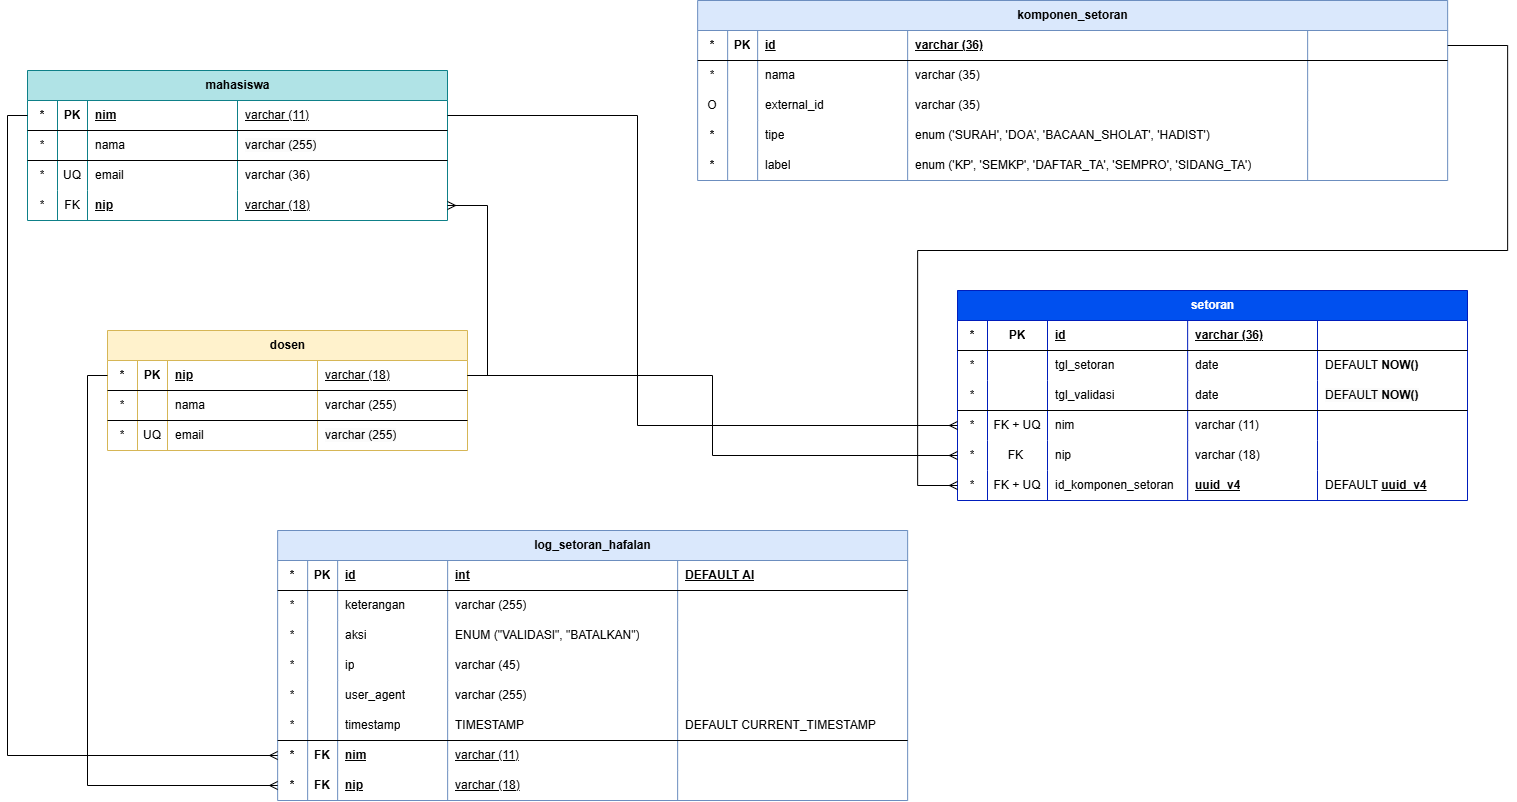 komponen_setoran
* PK id varchar (36)
* nama varchar (35)
O external_id varchar (35)
* tipe enum ('SURAH', 'DOA', 'BACAAN_SHOLAT', 'HADIST')
* label enum ('KP', 'SEMKP', 'DAFTAR_TA', 'SEMPRO', 'SIDANG_TA')
mahasiswa
* PK nim varchar (11)
* nama varchar (255)
* UQ email varchar (36)
* FK nip varchar (18)
dosen
* PK nip varchar (18)
* nama varchar (255)
* UQ email varchar (255)
setoran
* PK id varchar (36)
* tgl_setoran date DEFAULT NOW()
* tgl_validasi date DEFAULT NOW()
* FK + UQ nim varchar (11)
* FK nip varchar (18)
* FK + UQ id_komponen_setoran uuid_v4 DEFAULT uuid_v4
log_setoran_hafalan
* PK id int DEFAULT AI
* keterangan varchar (255)
* aksi ENUM ("VALIDASI", "BATALKAN")
* ip varchar (45)
* user_agent varchar (255)
* timestamp TIMESTAMP DEFAULT CURRENT_TIMESTAMP
* FK nim varchar (11)
* FK nip varchar (18)